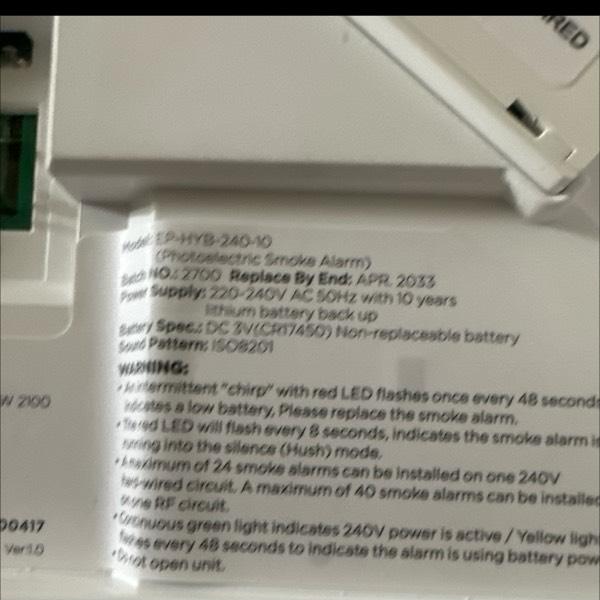 IRED
Model: EP-HYB-240-10
(Photoelectric Smoke Alarm)
Batch NO.: 2700 Replace By End: APR. 2033
Power Supply: 220-240V AC 50Hz with 10 years
lithium battery back up
Battery Spec.: DC 3V(CR17450) Non-replaceable battery
Sound Pattern: ISO8201
WARNING:
• intermittent "chirp" with red LED flashes once every 48 seconds
a low battery. Please replace the smoke alarm.
• red LED will flash every 8 seconds, indicates the smoke alarm is
into the silence (Hush) mode.
• maximum of 24 smoke alarms can be installed on one 240V
wired circuit. A maximum of 40 smoke alarms can be installed
one RF circuit.
• green light indicates 240V power is active / Yellow light
every 48 seconds to indicate the alarm is using battery pow
• not open unit.
W 2100
00417
Ver1.0